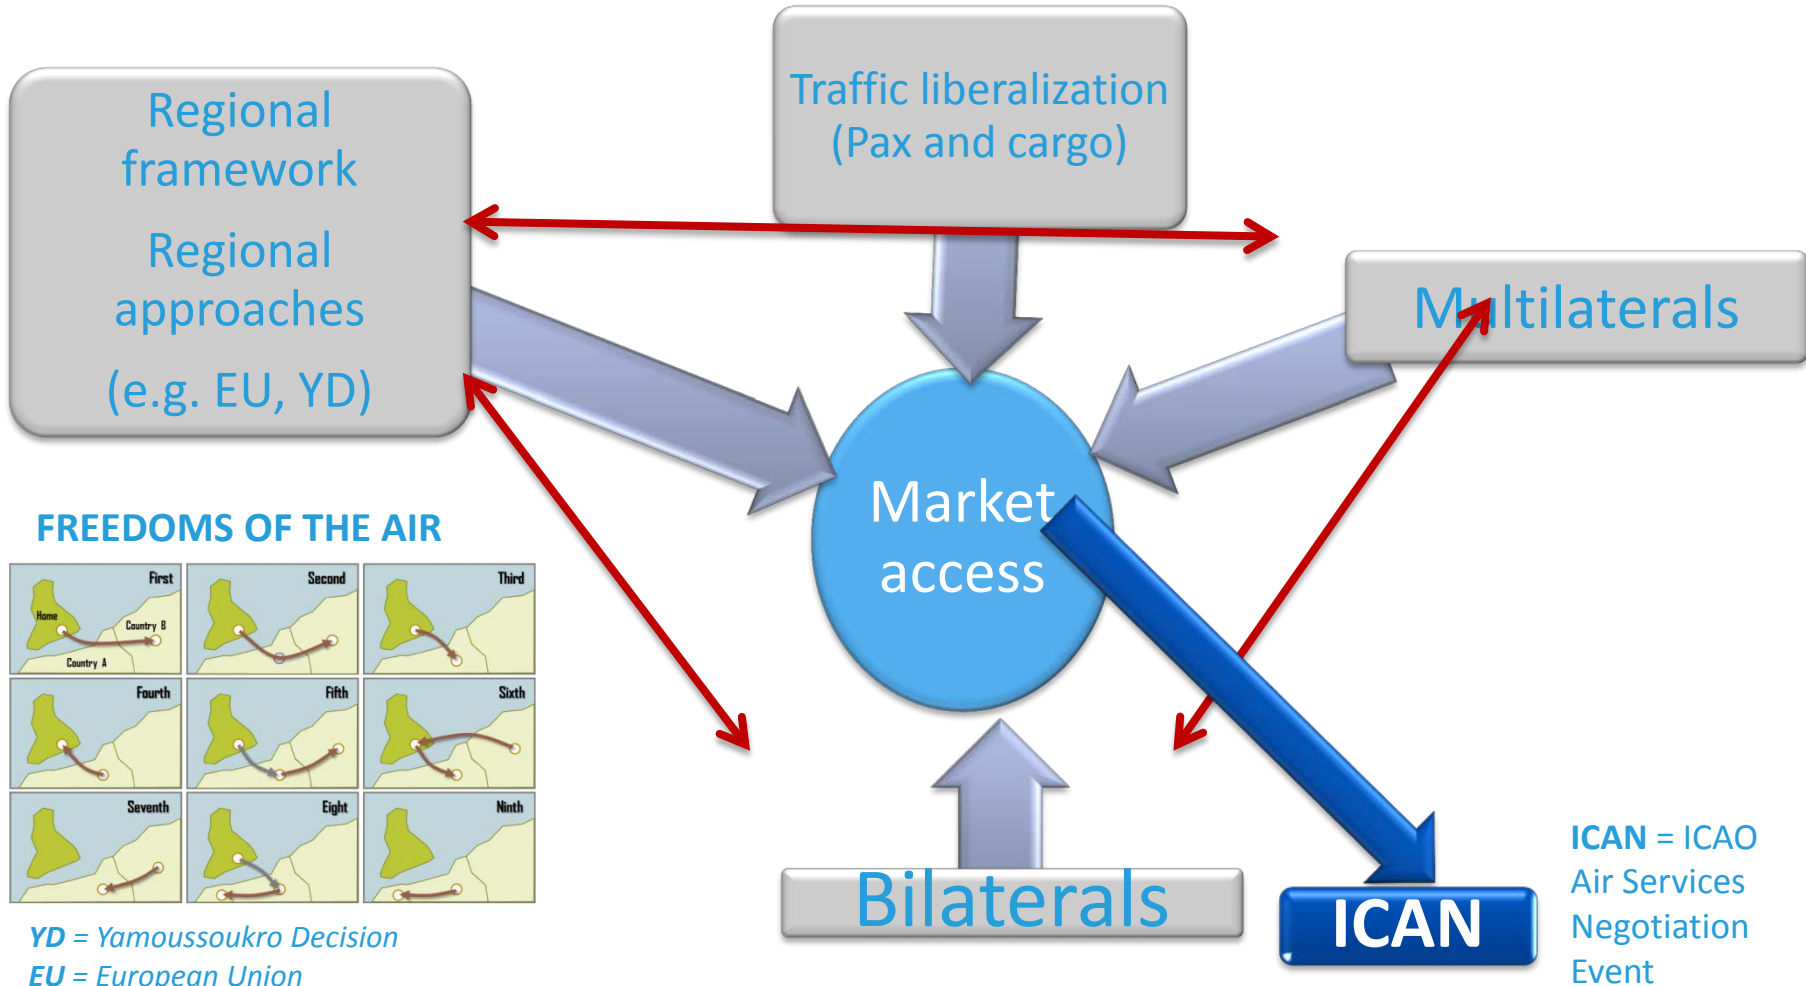 Traffic liberalization
(Pax and cargo)
Regional
framework
Regional
approaches
(e.g. EU, YD)
Multilaterals
Market
access
FREEDOMS OF THE AIR
First
Home
Country B
Country A
Second
Third
Fourth
Fifth
Sixth
Seventh
Eight
Ninth
Bilaterals
ICAN
ICAN = ICAO
Air Services
Negotiation
Event
YD = Yamoussoukro Decision
EU = European Union